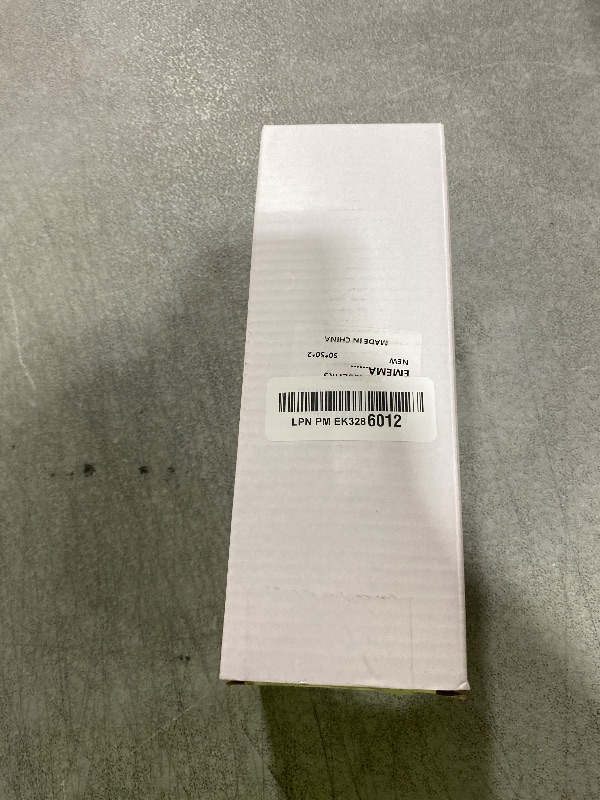 EMEMA
NEW
50*50*2
MADE IN CHINA
LPN PM EK3286012